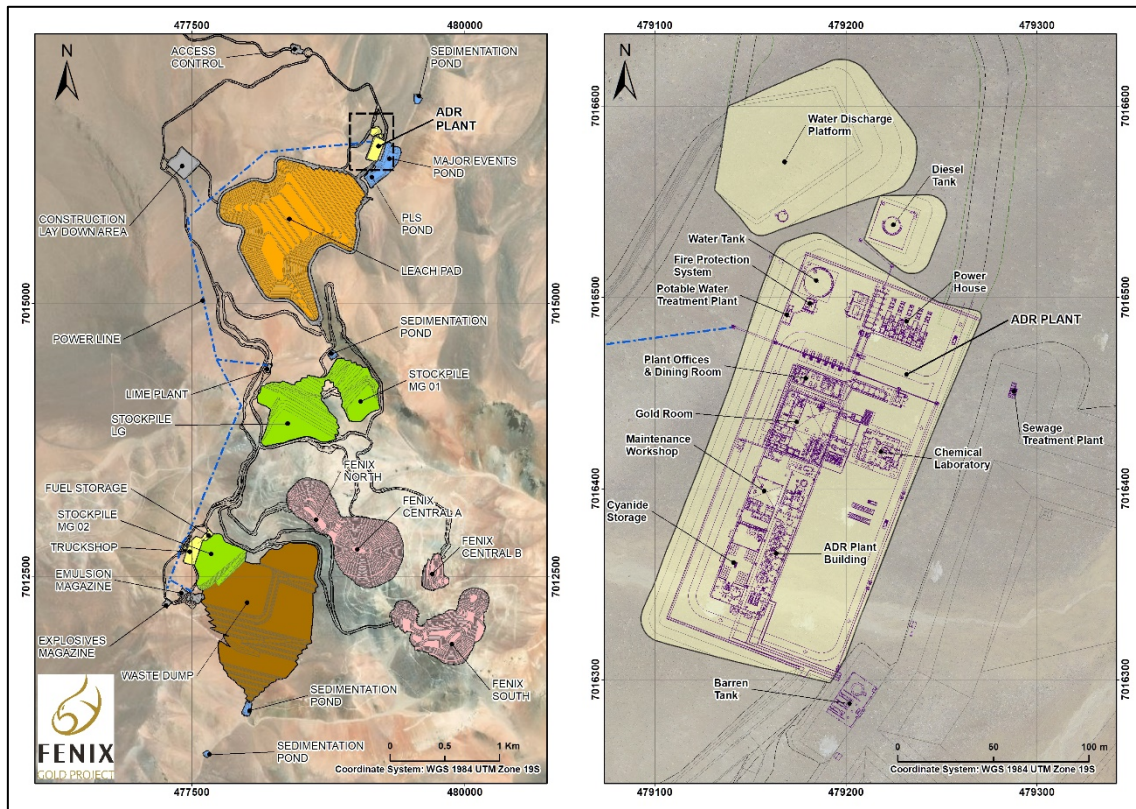 477500
480000
N
ACCESS
CONTROL
SEDIMENTATION
POND
ADR
PLANT
MAJOR EVENTS
POND
PLS
POND
CONSTRUCTION
LAY DOWN AREA
LEACH PAD
7015000
7015000
POWER LINE
SEDIMENTATION
POND
LIME PLANT
STOCKPILE
MG 01
STOCKPILE
LG
FENIX
NORTH
FUEL STORAGE
FENIX
CENTRAL A
STOCKPILE
MG 02
TRUCKSHOP
FENIX
CENTRAL B
EMULSION
MAGAZINE
7012500
7012500
EXPLOSIVES
MAGAZINE
WASTE DUMP
FENIX
SOUTH
SEDIMENTATION
POND
SEDIMENTATION
POND
FENIX
GOLD PROJECT
0 0.5 1 Km
Coordinate System: WGS 1984 UTM Zone 19S
477500
480000
479100
479200
479300
N
7016600
7016600
Water Discharge
Platform
Diesel
Tank
Water Tank
Fire Protection
System
Potable Water
Treatment Plant
Power
House
7016500
7016500
ADR PLANT
Plant Offices
& Dining Room
Gold Room
Sewage
Treatment Plant
Maintenance
Workshop
Chemical
Laboratory
7016400
7016400
Cyanide
Storage
ADR Plant
Building
7016300
7016300
Barren
Tank
0 50 100 m
Coordinate System: WGS 1984 UTM Zone 19S
479100
479200
479300